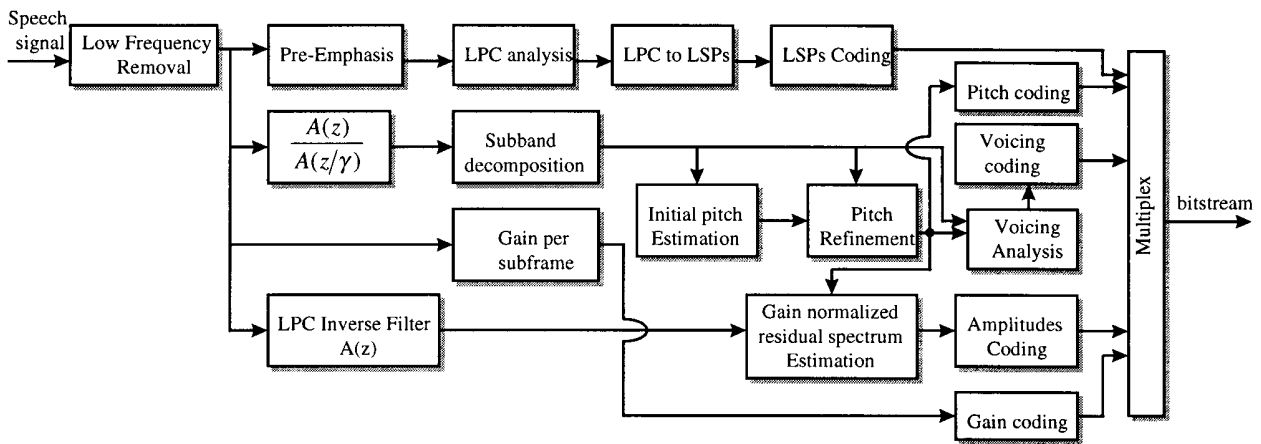 Speech
signal
Low Frequency
Removal
Pre-Emphasis
LPC analysis
LPC to LSPs
LSPs Coding
Pitch coding
A(z)
A(z/γ)
Subband
decomposition
Voicing
coding
Initial pitch
Estimation
Pitch
Refinement
Voicing
Analysis
Multiplex
bitstream
Gain per
subframe
LPC Inverse Filter
A(z)
Gain normalized
residual spectrum
Estimation
Amplitudes
Coding
Gain coding